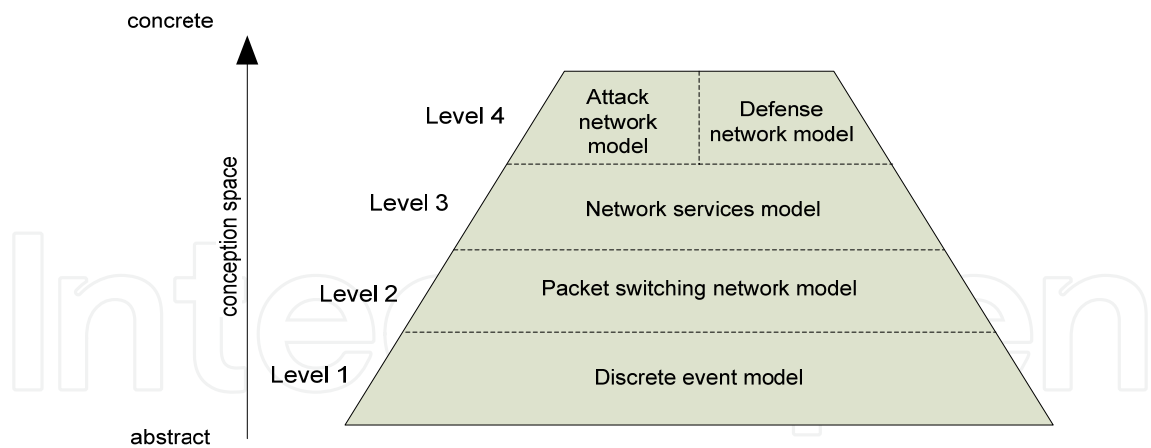 concrete
Level 4
Attack
network
model
Defense
network model
Level 3
Network services model
conception space
Level 2
Packet switching network model
Level 1
Discrete event model
abstract